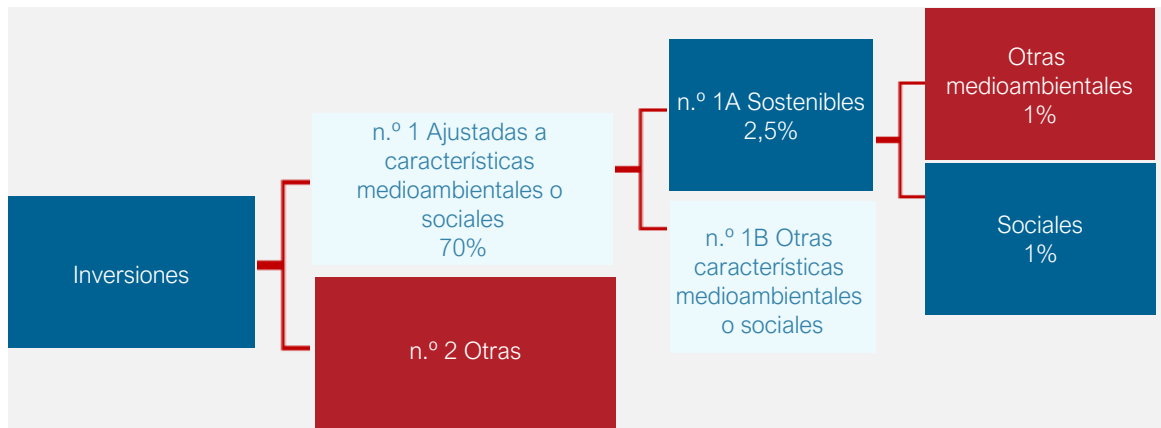 Inversiones
n.º 1 Ajustadas a
características
medioambientales o
sociales
70%
n.º 2 Otras
n.º 1A Sostenibles
2,5%
n.º 1B Otras
características
medioambientales
o sociales
Otras
medioambientales
1%
Sociales
1%